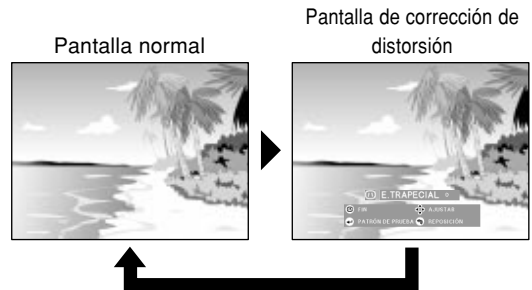 Pantalla normal
Pantalla de corrección de
distorsión
E. TRAPECIAL
FIN
AJUSTAR
PATRÓN DE PRUEBA
REPOSICIÓN